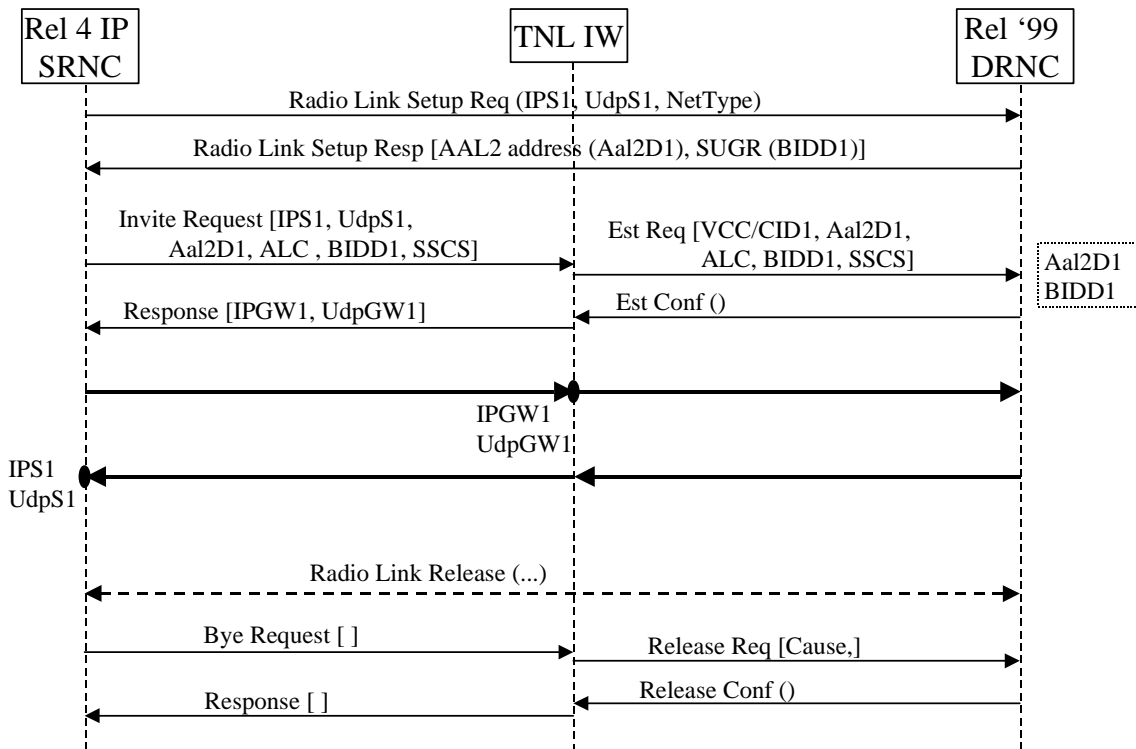 Rel 4 IP
SRNC
TNL IW
Rel ‘99
DRNC
Radio Link Setup Req (IPS1, UdpS1, NetType)
Radio Link Setup Resp [AAL2 address (Aal2D1), SUGR (BIDD1)]
Invite Request [IPS1, UdpS1,
Aal2D1, ALC , BIDD1, SSCS]
Est Req [VCC/CID1, Aal2D1,
ALC, BIDD1, SSCS]
Aal2D1
BIDD1
Response [IPGW1, UdpGW1]
Est Conf ()
IPGW1
UdpGW1
IPS1
UdpS1
Radio Link Release (...)
Bye Request [ ]
Release Req [Cause,]
Response [ ]
Release Conf ()